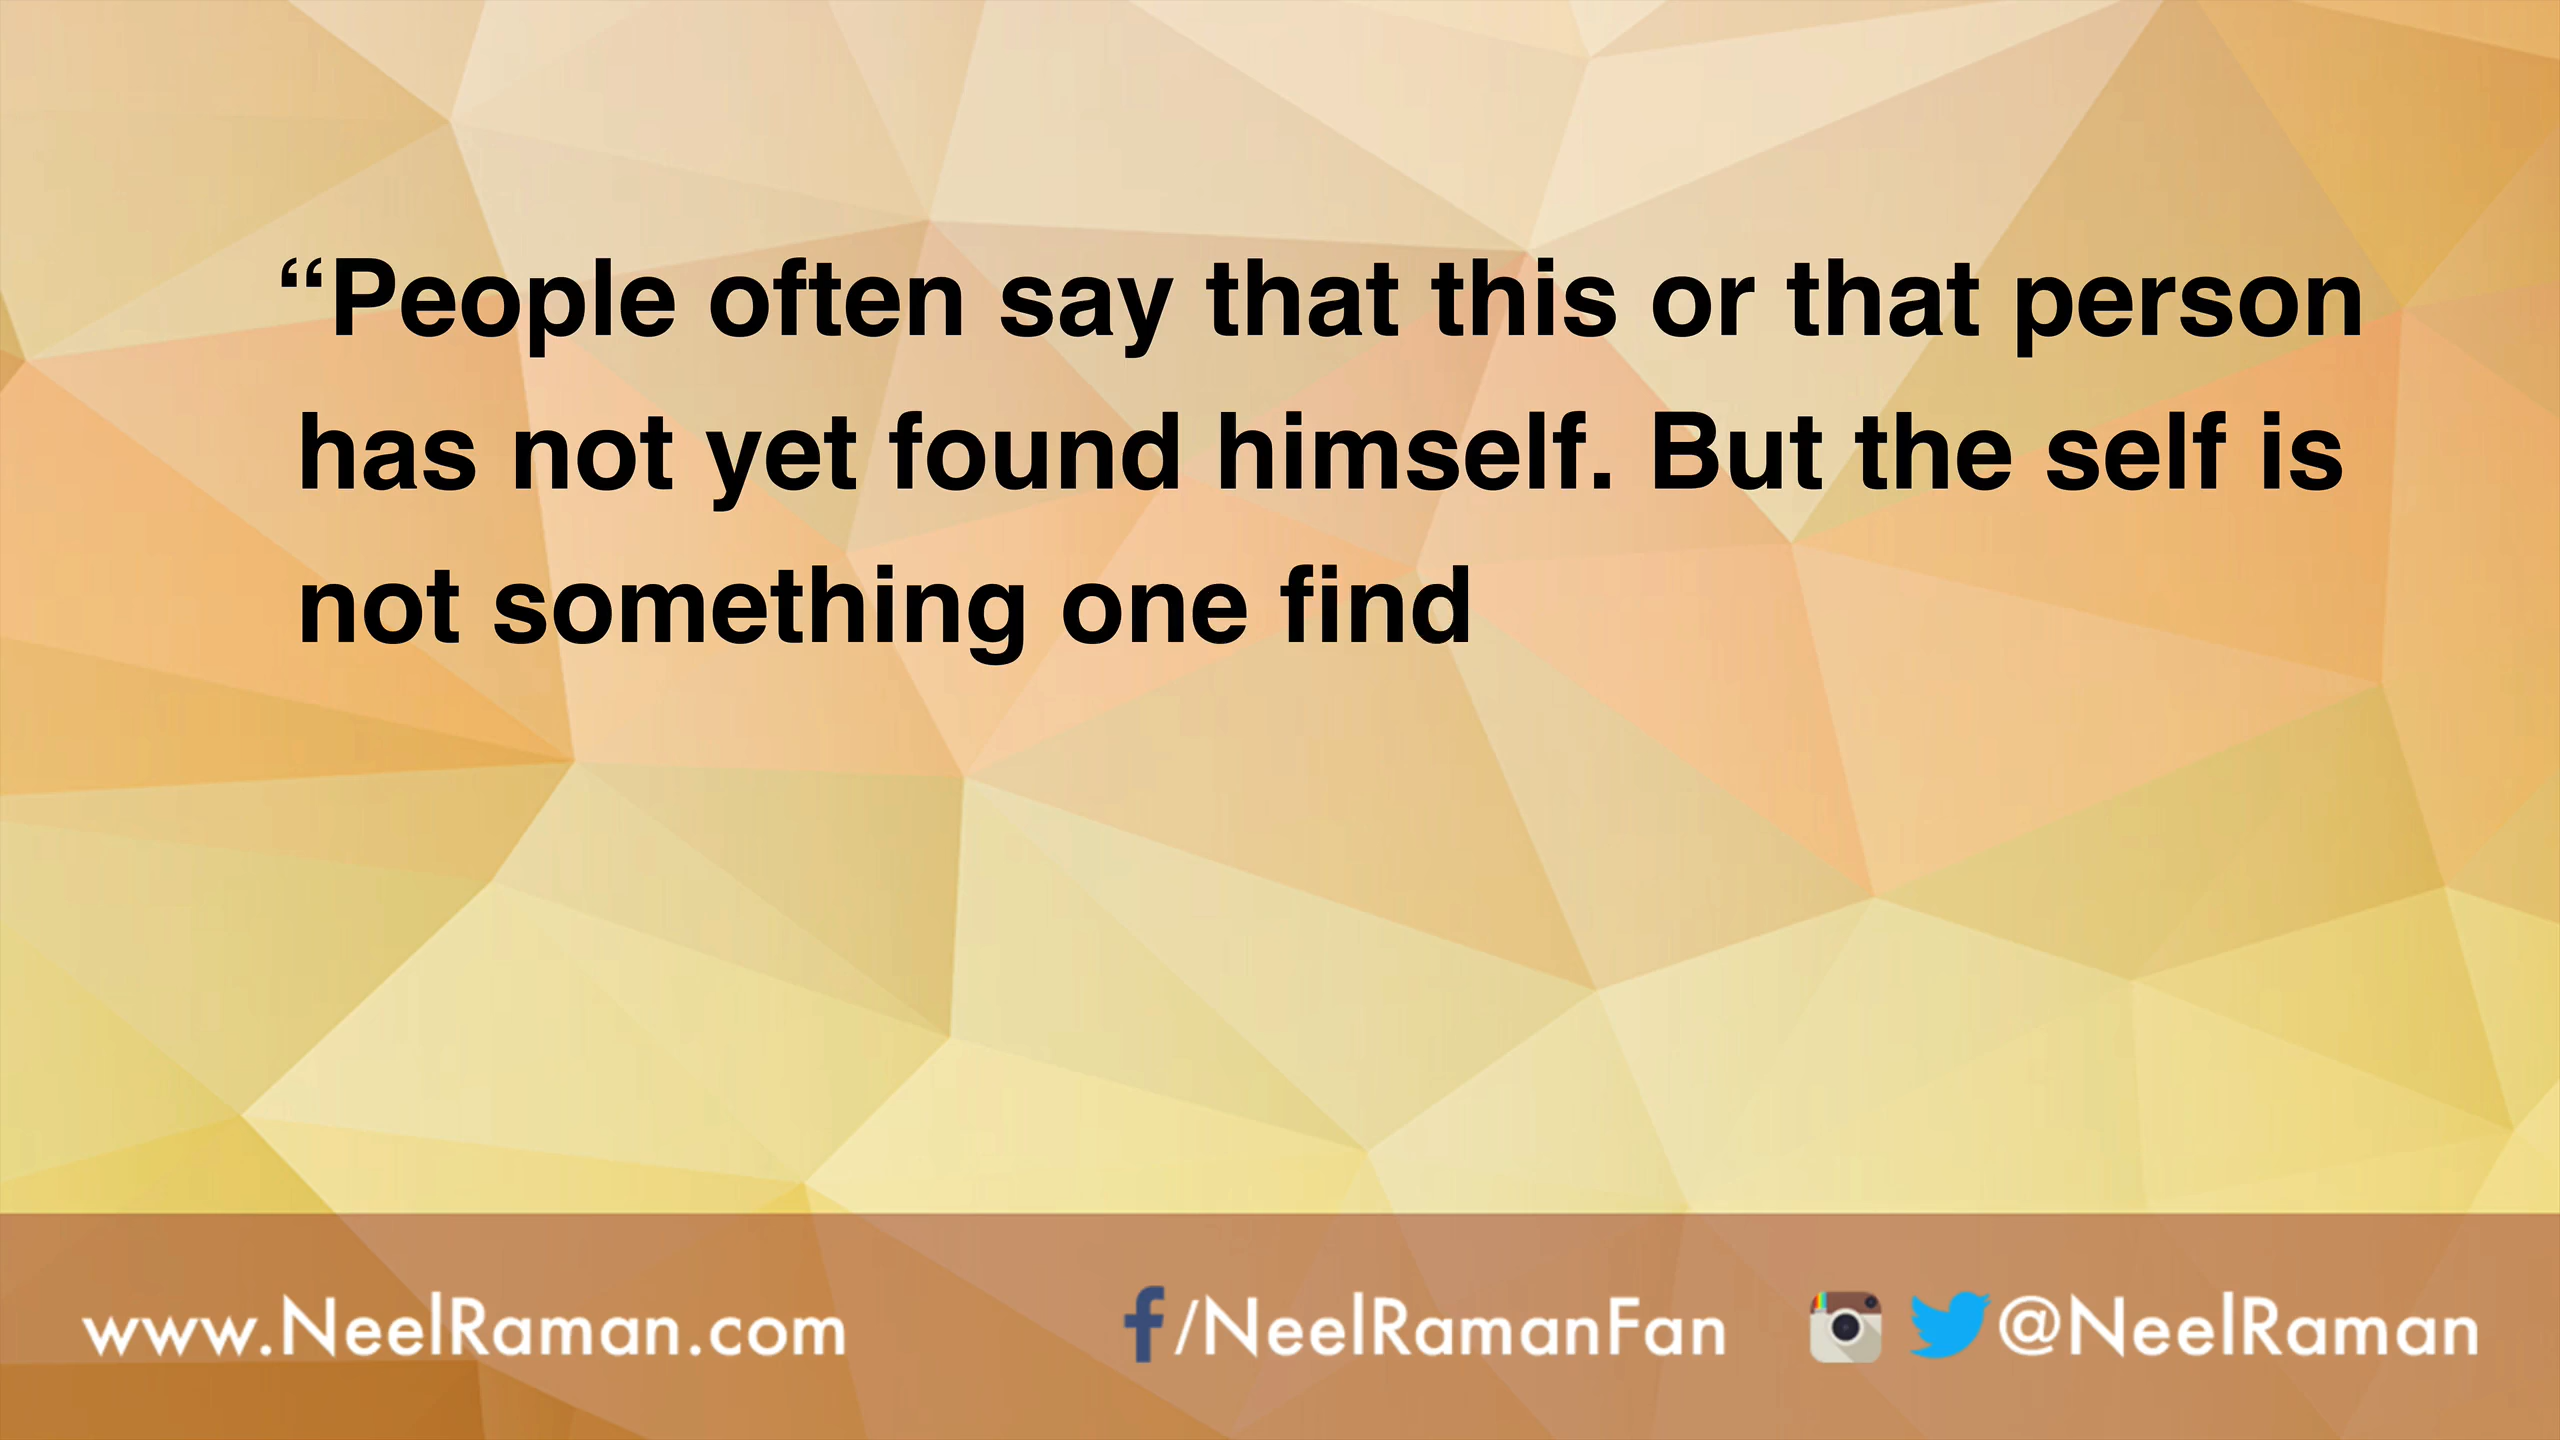 “People often say that this or that person
has not yet found himself. But the self is
not something one find
www.NeelRaman.com
f/NeelRamanFan
@NeelRaman